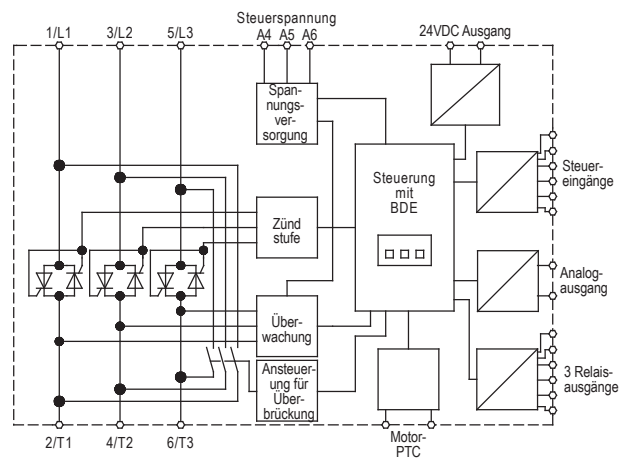 Steuerspannung
24VDC Ausgang
1/L1
3/L2
5/L3
A4
A5
A6
Span-
nungs-
ver-
sorgung
Steuerung
mit
BDE
Steuer-
eingänge
Zünd
stufe
Analog-
ausgang
Über-
wachung
Ansteuer-
ung für
Über-
brückung
3 Relais-
ausgänge
2/T1
4/T2
6/T3
Motor-
PTC